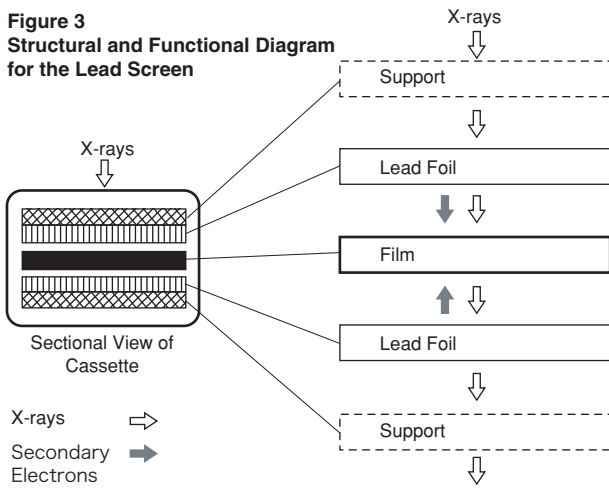 Figure 3
Structural and Functional Diagram
for the Lead Screen
X-rays
Support
Lead Foil
Film
Lead Foil
Support
X-rays
Sectional View of
Cassette
X-rays
Secondary
Electrons